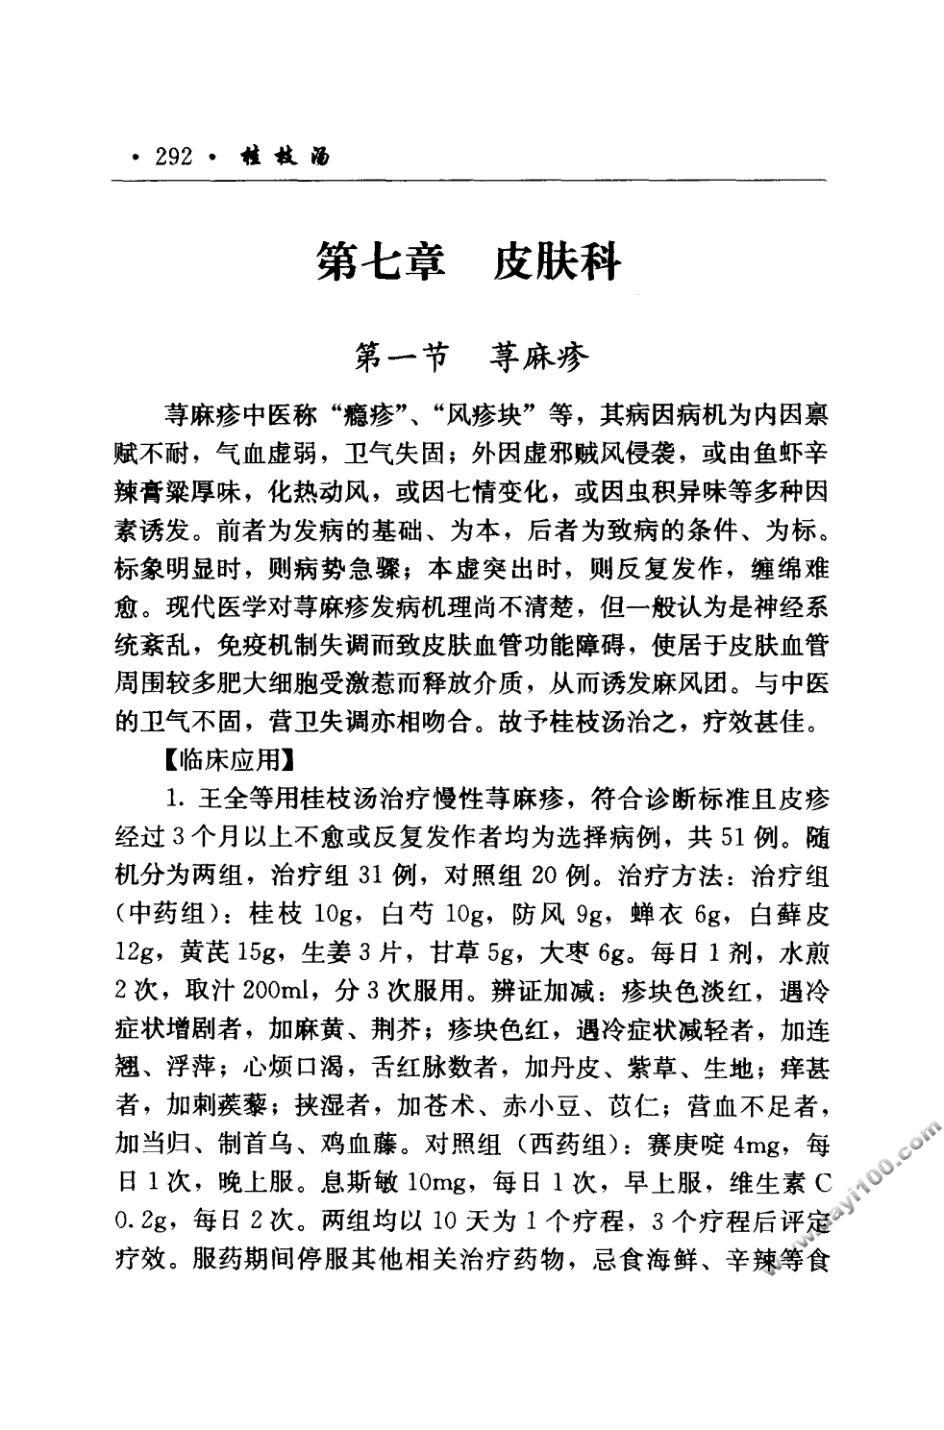 · 292 · 桂枝汤
第七章 皮肤科
第一节 荨麻疹
荨麻疹中医称“瘾疹”、“风疹块”等，其病因病机为内因禀
赋不耐，气血虚弱，卫气失固；外因虚邪贼风侵袭，或由鱼虾辛
辣膏粱厚味，化热动风，或因七情变化，或因虫积异味等多种因
素诱发。前者为发病的基础、为本，后者为致病的条件、为标。
标象明显时，则病势急骤；本虚突出时，则反复发作，缠绵难
愈。现代医学对荨麻疹发病机理尚不清楚，但一般认为是神经系
统紊乱，免疫机制失调而致皮肤血管功能障碍，使居于皮肤血管
周围较多肥大细胞受激惹而释放介质，从而诱发麻风团。与中医
的卫气不固，营卫失调亦相吻合。故予桂枝汤治之，疗效甚佳。
【临床应用】
1. 王全等用桂枝汤治疗慢性荨麻疹，符合诊断标准且皮疹
经过 3 个月以上不愈或反复发作者均为选择病例，共 51 例。随
机分为两组，治疗组 31 例，对照组 20 例。治疗方法：治疗组
（中药组）：桂枝 10g，白芍 10g，防风 9g，蝉衣 6g，白藓皮
12g，黄芪 15g，生姜 3 片，甘草 5g，大枣 6g。每日 1 剂，水煎
2 次，取汁 200ml，分 3 次服用。辨证加减：疹块色淡红，遇冷
症状增剧者，加麻黄、荆芥；疹块色红，遇冷症状减轻者，加连
翘、浮萍；心烦口渴，舌红脉数者，加丹皮、紫草、生地；痒甚
者，加刺蒺藜；挟湿者，加苍术、赤小豆、苡仁；营血不足者，
加当归、制首乌、鸡血藤。对照组（西药组）：赛庚啶 4mg，每
日 1 次，晚上服。息斯敏 10mg，每日 1 次，早上服，维生素 C
0.2g，每日 2 次。两组均以 10 天为 1 个疗程，3 个疗程后评定
疗效。服药期间停服其他相关治疗药物，忌食海鲜、辛辣等食
www.mayi100.com